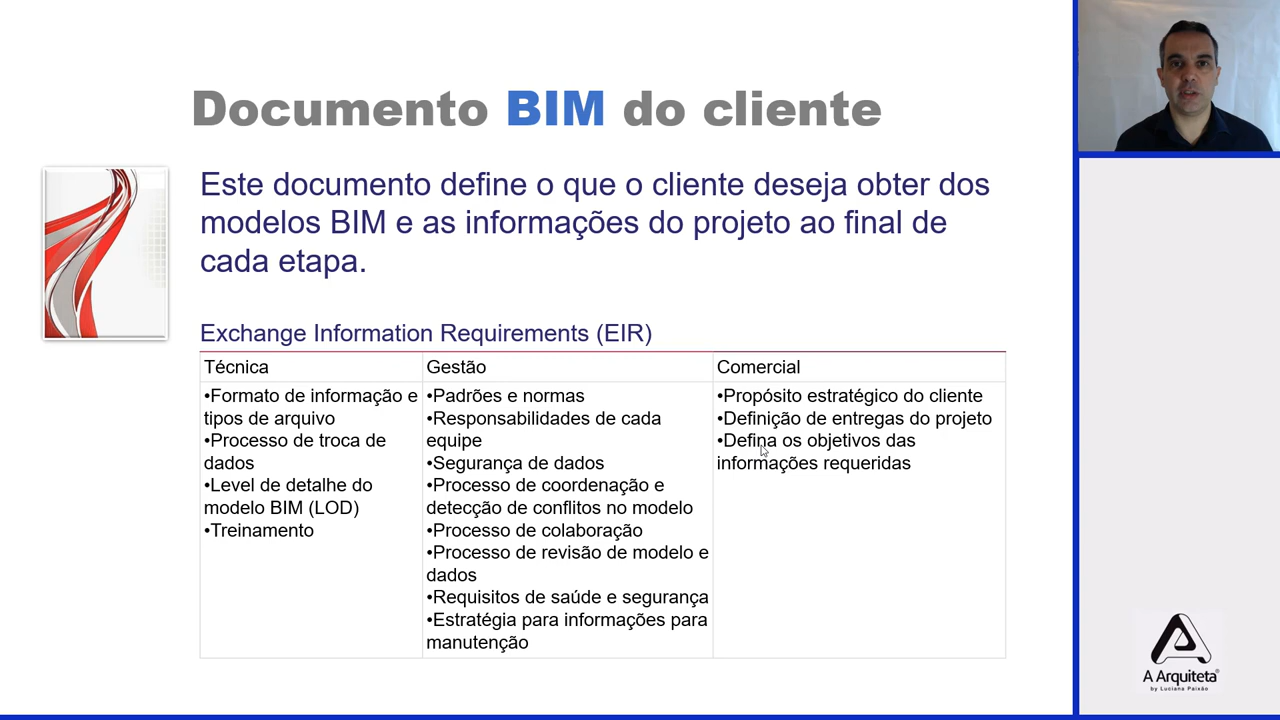 Documento BIM do cliente
Este documento define o que o cliente deseja obter dos
modelos BIM e as informações do projeto ao final de
cada etapa.
Exchange Information Requirements (EIR)
Técnica
•Formato de informação e
tipos de arquivo
•Processo de troca de
dados
•Level de detalhe do
modelo BIM (LOD)
•Treinamento
Gestão
•Padrões e normas
•Responsabilidades de cada
equipe
•Segurança de dados
•Processo de coordenação e
detecção de conflitos no modelo
•Processo de colaboração
•Processo de revisão de modelo e
dados
•Requisitos de saúde e segurança
•Estratégia para informações para
manutenção
Comercial
•Propósito estratégico do cliente
•Definição de entregas do projeto
•Defina os objetivos das
informações requeridas
A Arquiteta®
by Luciana Paixão